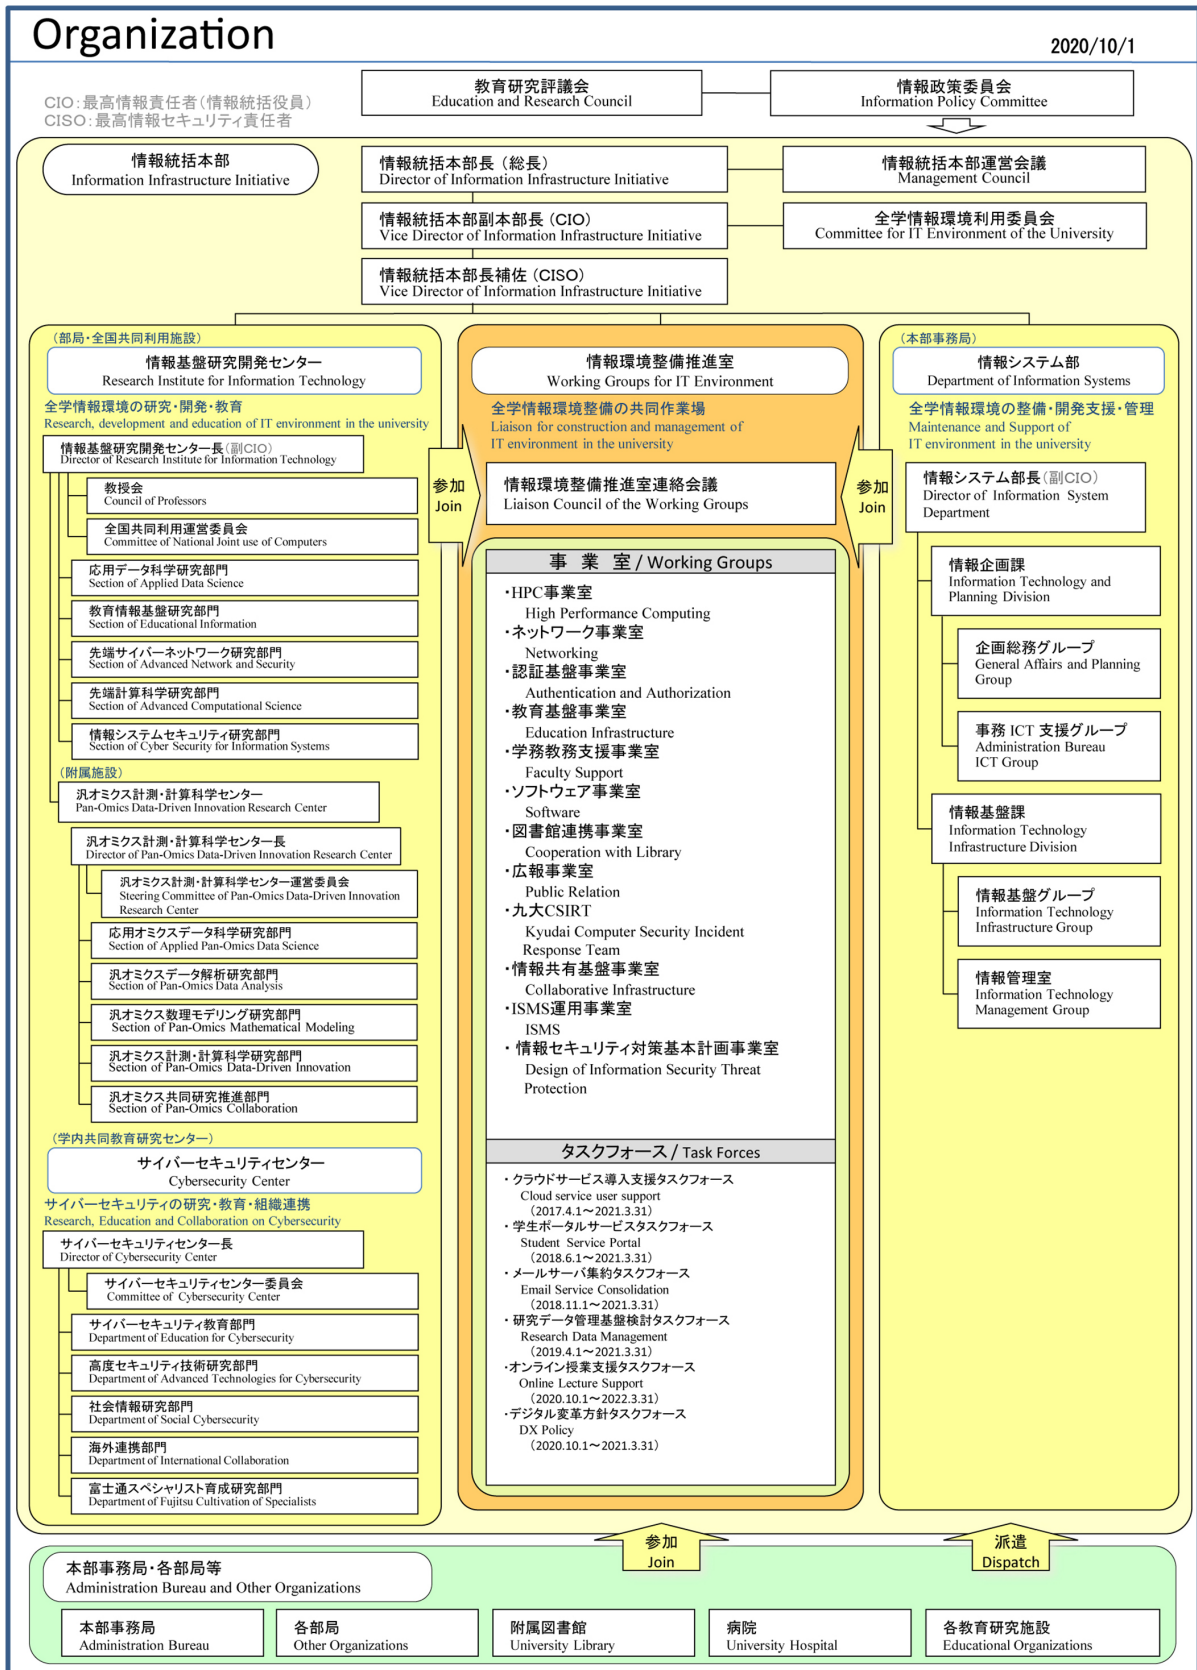 Organization
2020/10/1
CIO:最高情報責任者(情報統括役員)
CISO:最高情報セキュリティ責任者
教育研究評議会
Education and Research Council
情報政策委員会
Information Policy Committee
情報統括本部
Information Infrastructure Initiative
情報統括本部長 (総長)
Director of Information Infrastructure Initiative
情報統括本部運営会議
Management Council
情報統括本部副本部長 (CIO)
Vice Director of Information Infrastructure Initiative
全学情報環境利用委員会
Committee for IT Environment of the University
情報統括本部長補佐 (CISO)
Vice Director of Information Infrastructure Initiative
(部局・全国共同利用施設)
情報基盤研究開発センター
Research Institute for Information Technology
全学情報環境の研究・開発・教育
Research, development and education of IT environment in the university
情報基盤研究開発センター長(副CIO)
Director of Research Institute for Information Technology
教授会
Council of Professors
全国共同利用運営委員会
Committee of National Joint use of Computers
応用データ科学研究部門
Section of Applied Data Science
教育情報基盤研究部門
Section of Educational Information
先端サイバーネットワーク研究部門
Section of Advanced Network and Security
先端計算科学研究部門
Section of Advanced Computational Science
情報システムセキュリティ研究部門
Section of Cyber Security for Information Systems
(附属施設)
汎オミクス計測・計算科学センター
Pan-Omics Data-Driven Innovation Research Center
汎オミクス計測・計算科学センター長
Director of Pan-Omics Data-Driven Innovation Research Center
汎オミクス計測・計算科学センター運営委員会
Steering Committee of Pan-Omics Data-Driven Innovation
Research Center
応用オミクスデータ科学研究部門
Section of Applied Pan-Omics Data Science
汎オミクスデータ解析研究部門
Section of Pan-Omics Data Analysis
汎オミクス数理モデリング研究部門
Section of Pan-Omics Mathematical Modeling
汎オミクス計測・計算科学研究部門
Section of Pan-Omics Data-Driven Innovation
汎オミクス共同研究推進部門
Section of Pan-Omics Collaboration
(学内共同教育研究センター)
サイバーセキュリティセンター
Cybersecurity Center
サイバーセキュリティの研究・教育・組織連携
Research, Education and Collaboration on Cybersecurity
サイバーセキュリティセンター長
Director of Cybersecurity Center
サイバーセキュリティセンター委員会
Committee of Cybersecurity Center
サイバーセキュリティ教育部門
Department of Education for Cybersecurity
高度セキュリティ技術研究部門
Department of Advanced Technologies for Cybersecurity
社会情報研究部門
Department of Social Cybersecurity
海外連携部門
Department of International Collaboration
富士通スペシャリスト育成研究部門
Department of Fujitsu Cultivation of Specialists
参加
Join
情報環境整備推進室
Working Groups for IT Environment
全学情報環境整備の共同作業場
Liaison for construction and management of
IT environment in the university
情報環境整備推進室連絡会議
Liaison Council of the Working Groups
事 業 室 / Working Groups
・HPC事業室
High Performance Computing
・ネットワーク事業室
Networking
・認証基盤事業室
Authentication and Authorization
・教育基盤事業室
Education Infrastructure
・学務教務支援事業室
Faculty Support
・ソフトウェア事業室
Software
・図書館連携事業室
Cooperation with Library
・広報事業室
Public Relation
・九大CSIRT
Kyudai Computer Security Incident
Response Team
・情報共有基盤事業室
Collaborative Infrastructure
・ISMS運用事業室
ISMS
・情報セキュリティ対策基本計画事業室
Design of Information Security Threat
Protection
タスクフォース / Task Forces
・クラウドサービス導入支援タスクフォース
Cloud service user support
(2017.4.1～2021.3.31)
・学生ポータルサービスタスクフォース
Student Service Portal
(2018.6.1～2021.3.31)
・メールサーバ集約タスクフォース
Email Service Consolidation
(2018.11.1～2021.3.31)
・研究データ管理基盤検討タスクフォース
Research Data Management
(2019.4.1～2021.3.31)
・オンライン授業支援タスクフォース
Online Lecture Support
(2020.10.1～2022.3.31)
・デジタル変革方針タスクフォース
DX Policy
(2020.10.1～2021.3.31)
参加
Join
(本部事務局)
情報システム部
Department of Information Systems
全学情報環境の整備・開発支援・管理
Maintenance and Support of
IT environment in the university
情報システム部長(副CIO)
Director of Information System
Department
情報企画課
Information Technology and
Planning Division
企画総務グループ
General Affairs and Planning
Group
事務 ICT 支援グループ
Administration Bureau
ICT Group
情報基盤課
Information Technology
Infrastructure Division
情報基盤グループ
Information Technology
Infrastructure Group
情報管理室
Information Technology
Management Group
参加
Join
派遣
Dispatch
本部事務局・各部局等
Administration Bureau and Other Organizations
本部事務局
Administration Bureau
各部局
Other Organizations
附属図書館
University Library
病院
University Hospital
各教育研究施設
Educational Organizations